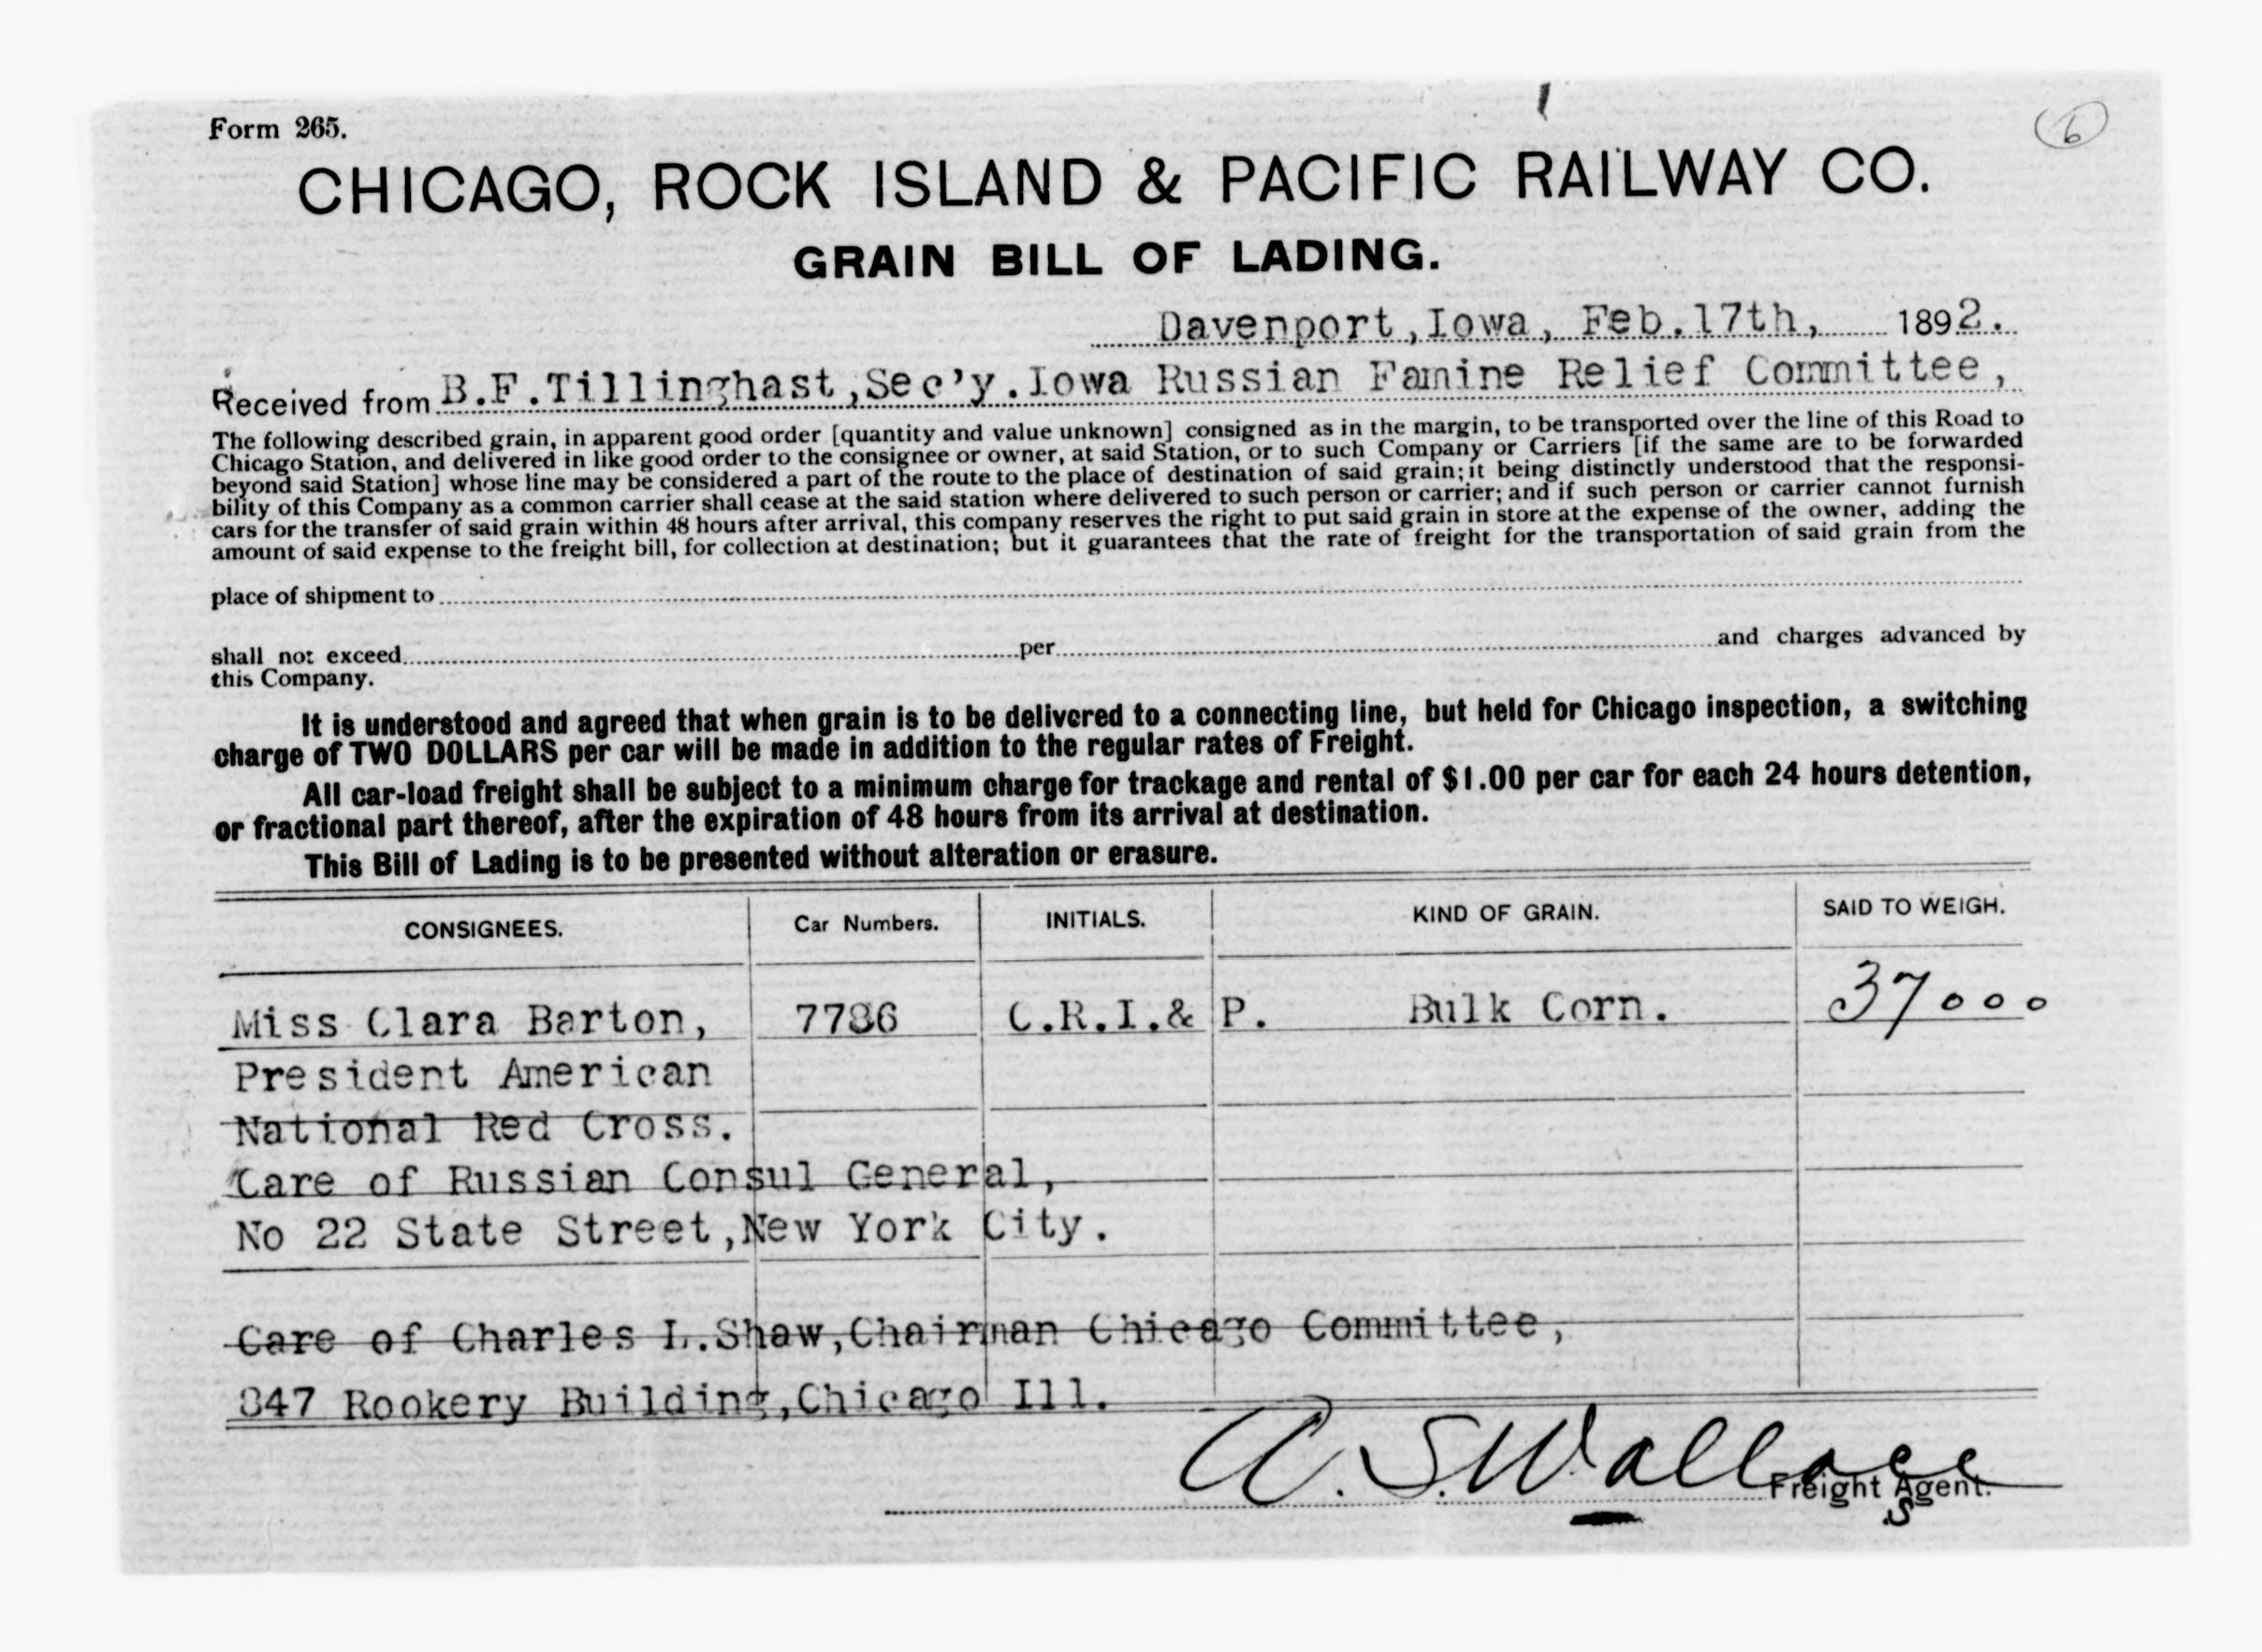 Form 265.
6
CHICAGO, ROCK ISLAND & PACIFIC RAILWAY CO.
GRAIN BILL OF LADING.
Davenport, Iowa, Feb. 17th, 1892.
Received from B.F. Tillinghast, Sec'y. Iowa Russian Famine Relief Committee,
The following described grain, in apparent good order [quantity and value unknown] consigned as in the margin, to be transported over the line of this Road to
Chicago Station, and delivered in like good order to the consignee or owner, at said Station, or to such Company or Carriers [if the same are to be forwarded
beyond said Station] whose line may be considered a part of the route to the place of destination of said grain; it being distinctly understood that the responsi-
bility of this Company as a common carrier shall cease at the said station where delivered to such person or carrier; and if such person or carrier cannot furnish
cars for the transfer of said grain within 48 hours after arrival, this company reserves the right to put said grain in store at the expense of the owner, adding the
amount of said expense to the freight bill, for collection at destination; but it guarantees that the rate of freight for the transportation of said grain from the
place of shipment to
shall not exceed per and charges advanced by
this Company.
It is understood and agreed that when grain is to be delivered to a connecting line, but held for Chicago inspection, a switching
charge of TWO DOLLARS per car will be made in addition to the regular rates of Freight.
All car-load freight shall be subject to a minimum charge for trackage and rental of $1.00 per car for each 24 hours detention,
or fractional part thereof, after the expiration of 48 hours from its arrival at destination.
This Bill of Lading is to be presented without alteration or erasure.
CONSIGNEES. Car Numbers. INITIALS. KIND OF GRAIN. SAID TO WEIGH.
Miss Clara Barton, 7786 C.R.I.& P. Bulk Corn. 37000
President American
National Red Cross.
Care of Russian Consul General,
No 22 State Street, New York City.
Care of Charles L. Shaw, Chairman Chicago Committee,
847 Rookery Building, Chicago Ill.
A. S. Wallace
Freight Agent.
S